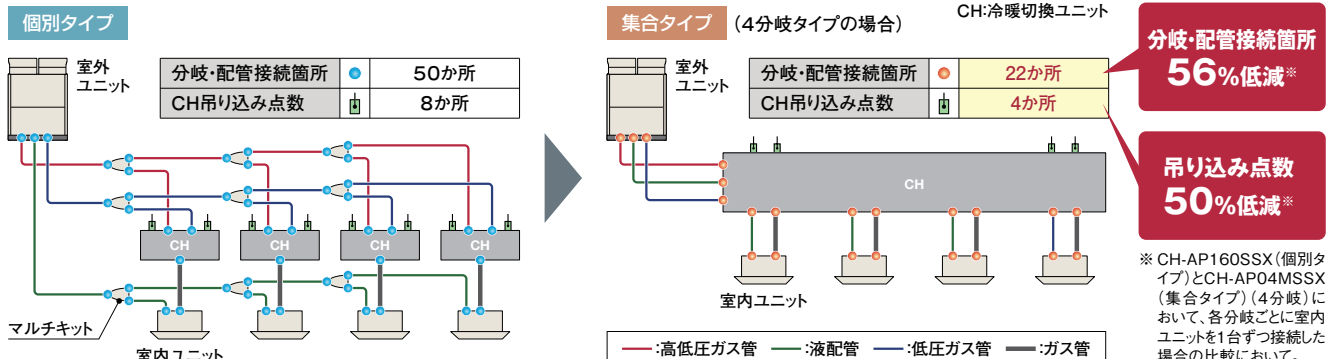 個別タイプ
室外
ユニット
分岐・配管接続箇所 50か所
CH吊り込み点数 8か所
CH
CH
CH
CH
マルチキット
室内ユニット
集合タイプ (4分岐タイプの場合)
CH:冷暖切換ユニット
室外
ユニット
分岐・配管接続箇所 22か所
CH吊り込み点数 4か所
CH
室内ユニット
:高低圧ガス管 :液配管 :低圧ガス管 :ガス管
分岐・配管接続箇所
56%低減※
吊り込み点数
50%低減※
※ CH-AP160SSX(個別タ
イプ)とCH-AP04MSSX
(集合タイプ)(4分岐)に
おいて、各分岐ごとに室内
ユニットを1台ずつ接続した
場合の比較において。